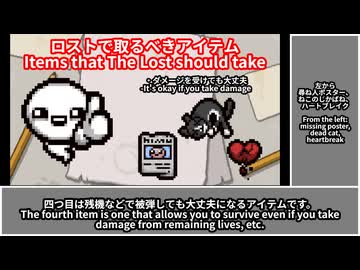 ロストで取るべきアイテム
Items that The Lost should take
・ダメージを受けても大丈夫
-It's okay if you take damage
左から
尋ね人ポスター、
ねこのしかばね、
ハートブレイク
From the left:
missing poster,
dead cat,
heartbreak
四つ目は残機などで被弾しても大丈夫になるアイテムです。
The fourth item is one that allows you to survive even if you take
damage from remaining lives, etc.